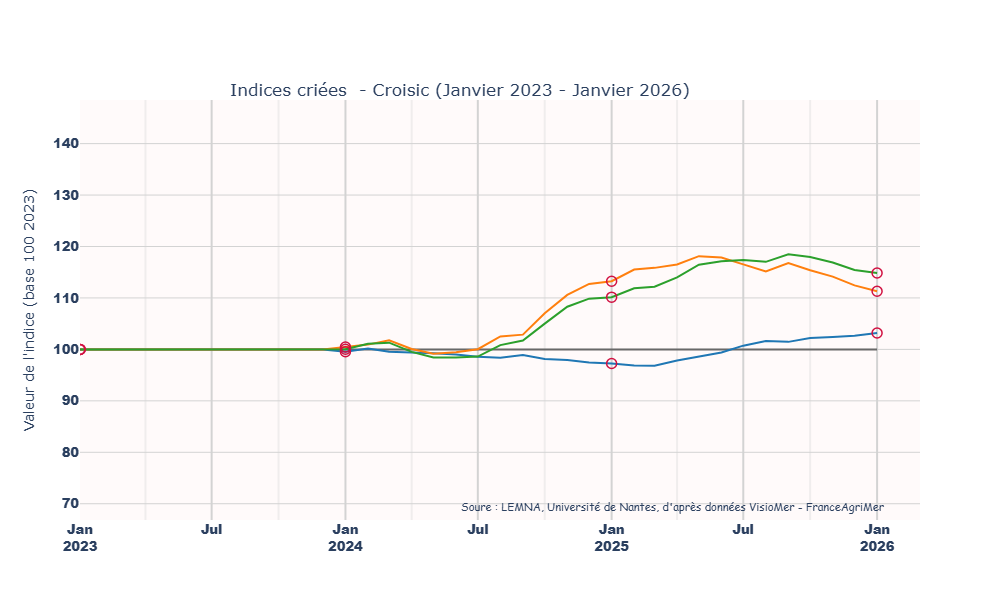 Indices criées  - Croisic (Janvier 2023 - Janvier 2026)
Valeur de l'indice (base 100 2023)
140
130
120
110
100
90
80
70
Soure : LEMNA, Université de Nantes, d'après données VisioMer - FranceAgriMer
Jan Jul Jan Jul Jan Jul Jan
2023 2024 2025 2026